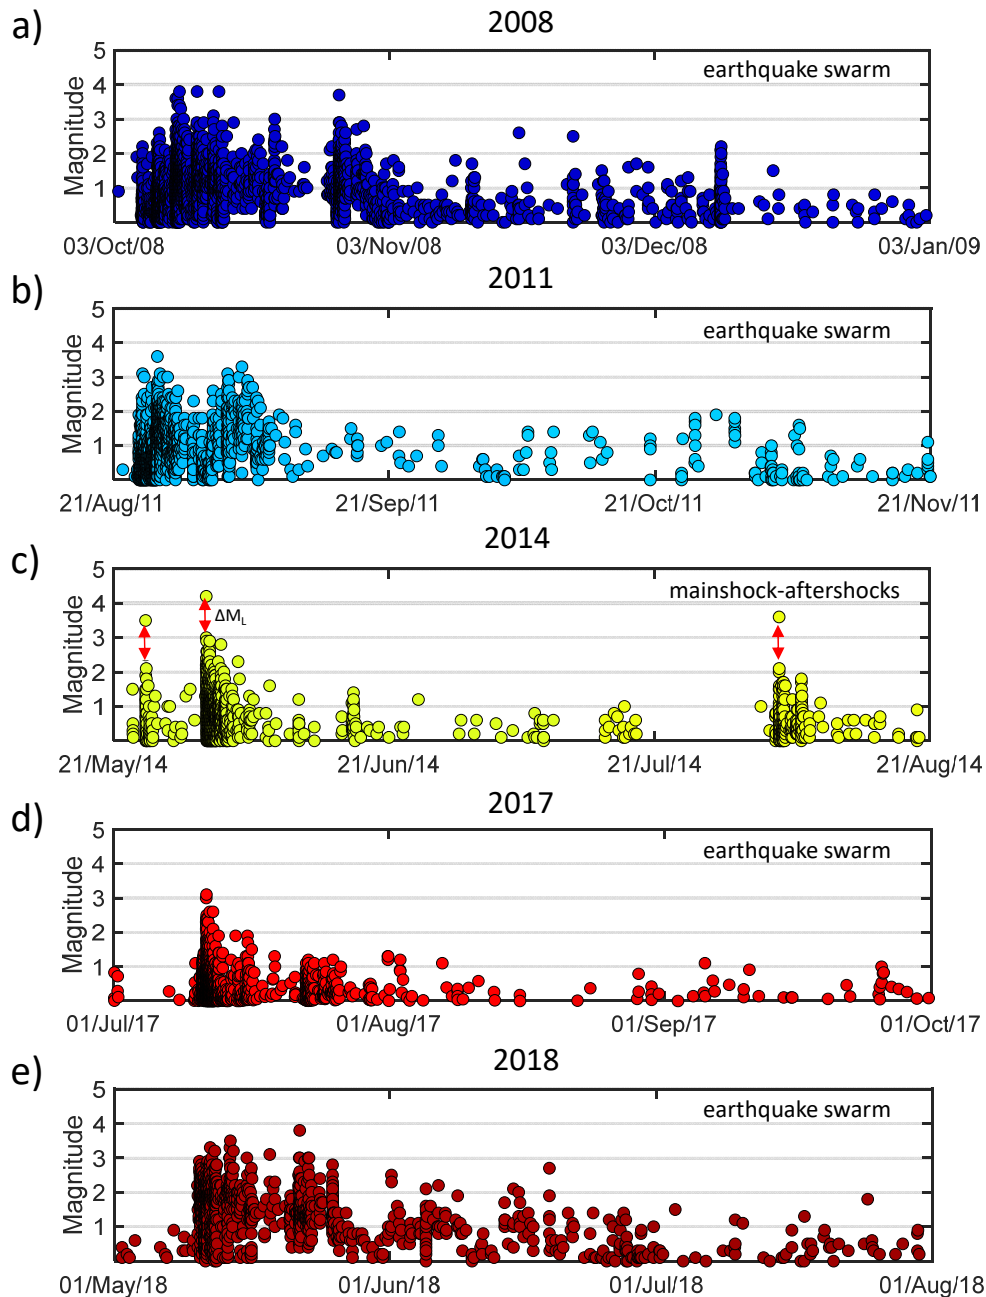 a)
2008
5
4
3
2
1
Magnitude
earthquake swarm
03/Oct/08
03/Nov/08
03/Dec/08
03/Jan/09
b)
2011
5
4
3
2
1
Magnitude
earthquake swarm
21/Aug/11
21/Sep/11
21/Oct/11
21/Nov/11
c)
2014
5
4
3
2
1
Magnitude
mainshock-aftershocks
ΔML
21/May/14
21/Jun/14
21/Jul/14
21/Aug/14
d)
2017
5
4
3
2
1
Magnitude
earthquake swarm
01/Jul/17
01/Aug/17
01/Sep/17
01/Oct/17
e)
2018
5
4
3
2
1
Magnitude
earthquake swarm
01/May/18
01/Jun/18
01/Jul/18
01/Aug/18